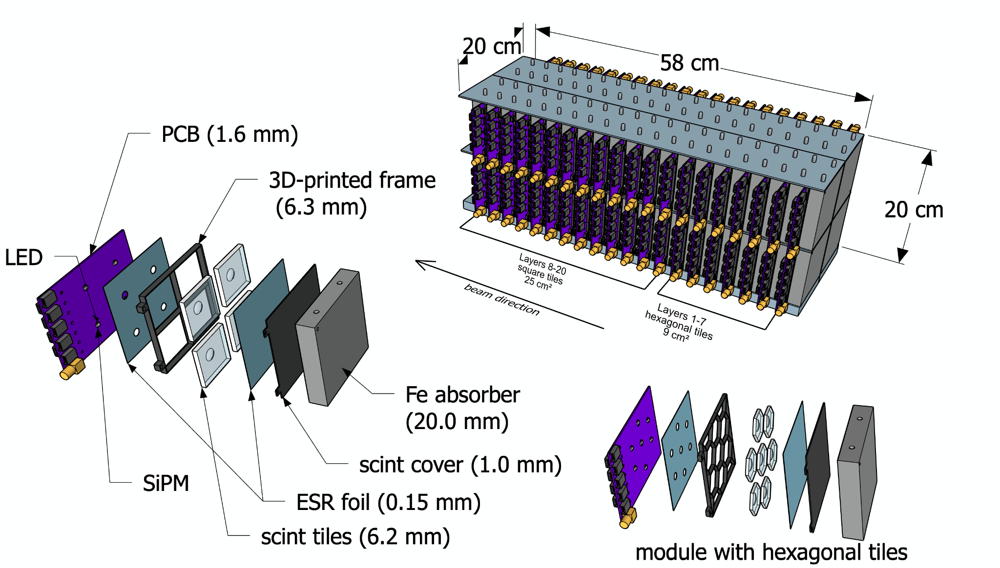 20 cm
58 cm
PCB (1.6 mm)
3D-printed frame
(6.3 mm)
20 cm
LED
Layers 8-20
square tiles
25 cm²
beam direction
Layers 1-7
hexagonal tiles
9 cm²
Fe absorber
(20.0 mm)
scint cover (1.0 mm)
SiPM
ESR foil (0.15 mm)
scint tiles (6.2 mm)
module with hexagonal tiles